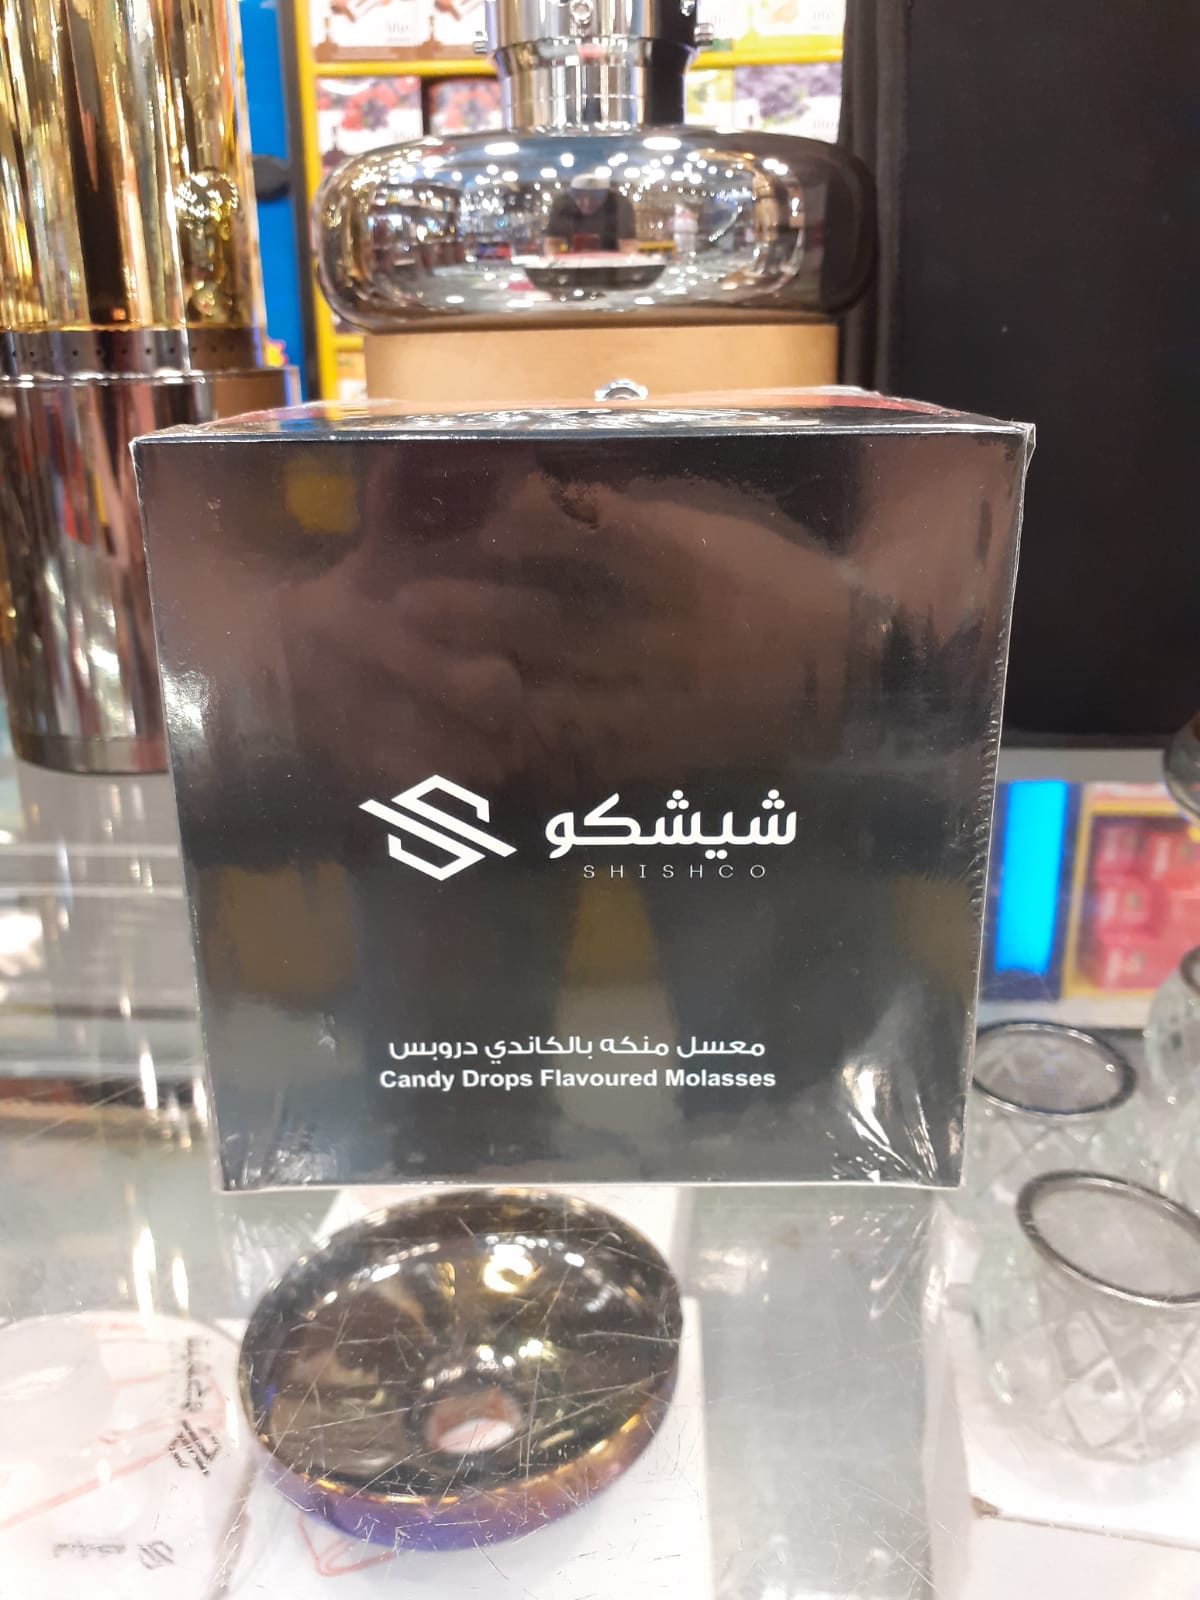 شيشكو
SHISHCO
معسل منكه بالكاندي دروبس
Candy Drops Flavoured Molasses